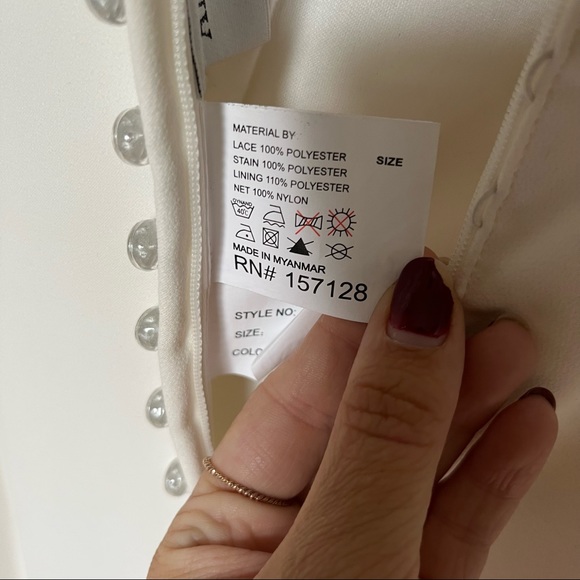 MATERIAL BY
LACE 100% POLYESTER
SIZE
STAIN 100% POLYESTER
LINING 110% POLYESTER
NET 100% NYLON
40℃
MADE IN MYANMAR
RN# 157128
STYLE NO:
SIZE: